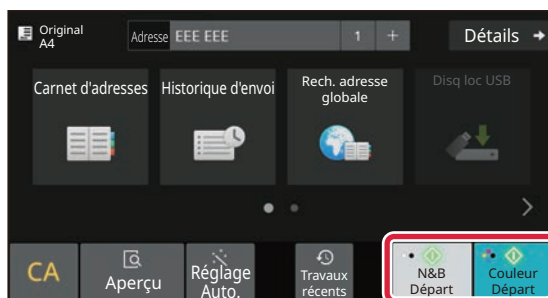 Original
A4
Adresse EEE EEE 1 +
Détails
Carnet d'adresses
Historique d'envoi
Rech. adresse
globale
Disq loc USB
CA
Aperçu
Réglage
Auto.
Travaux
récents
N&B
Départ
Couleur
Départ